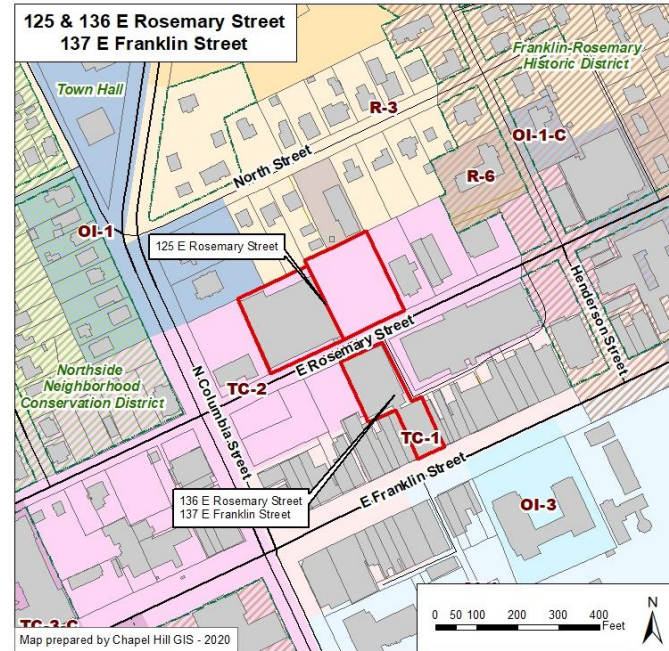 125 & 136 E Rosemary Street
137 E Franklin Street
Town Hall
Franklin-Rosemary
Historic District
R-3
OI-1-C
North Street
R-6
OI-1
125 E Rosemary Street
Henderson Street
E Rosemary Street
Northside
Neighborhood
Conservation District
N Columbia Street
TC-2
TC-1
136 E Rosemary Street
137 E Franklin Street
E Franklin Street
OI-3
TC-3-C
N
0 50 100 200 300 400
Feet
Map prepared by Chapel Hill GIS - 2020